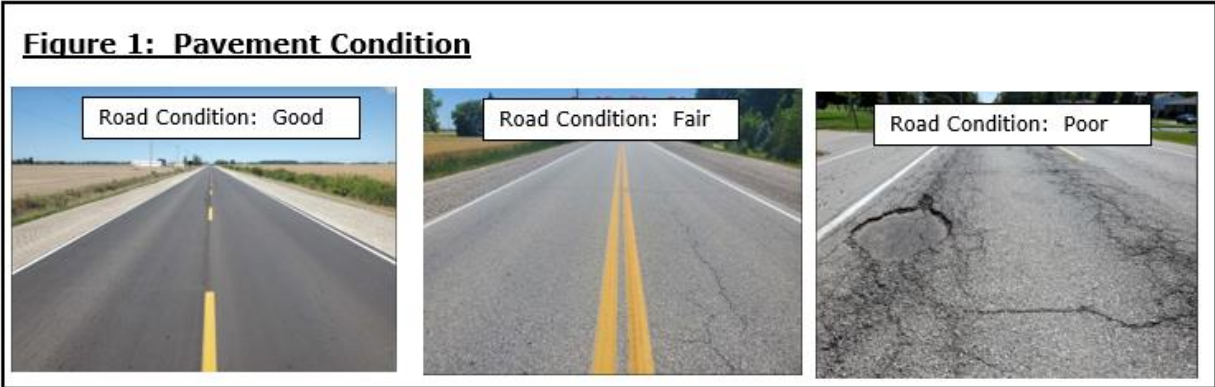 Figure 1:  Pavement Condition
Road Condition:  Good
Road Condition:  Fair
Road Condition:  Poor